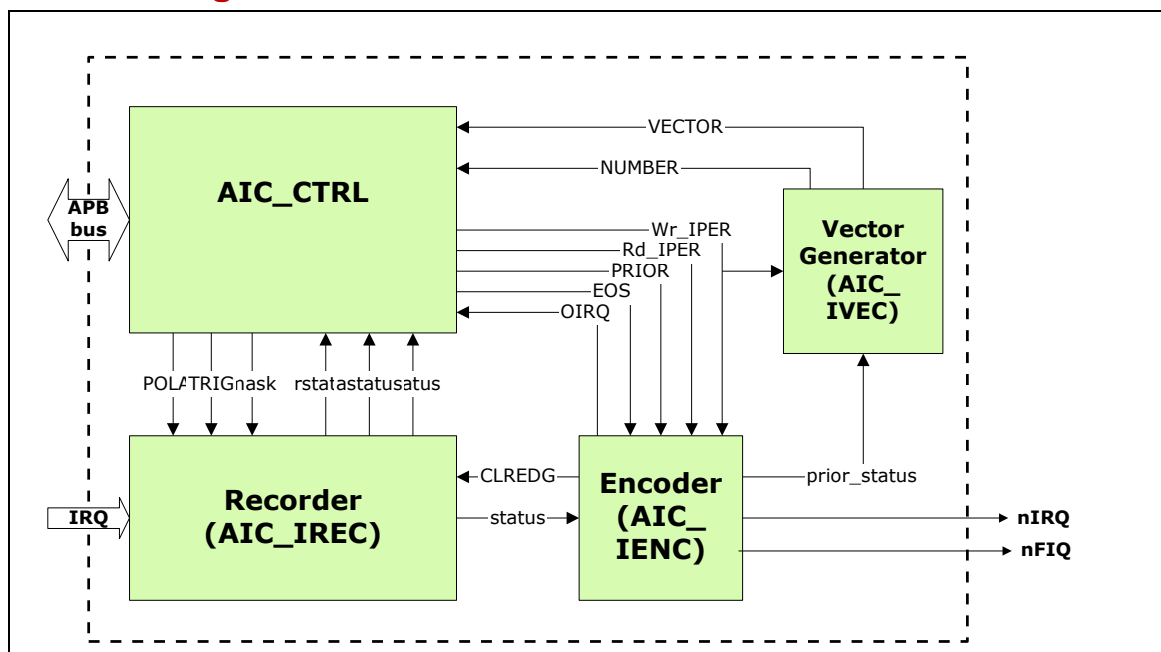 VECTOR
NUMBER
AIC_CTRL
APB
bus
Wr_IPER
Rd_IPER
PRIOR
EOS
OIRQ
Vector
Generator
(AIC_
IVEC)
CLREDG
prior_status
Recorder
(AIC_IREC)
Encoder
(AIC_
IENC)
IRQ
status
nIRQ
nFIQ